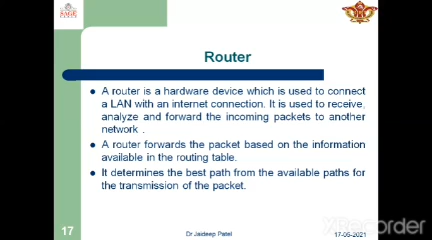 SAGE
Router
A router is a hardware device which is used to connect
a LAN with an internet connection. It is used to receive,
analyze and forward the incoming packets to another
network .
A router forwards the packet based on the information
available in the routing table.
It determines the best path from the available paths for
the transmission of the packet.
17
Dr Jaideep Patel
17-05-2021
Recorder